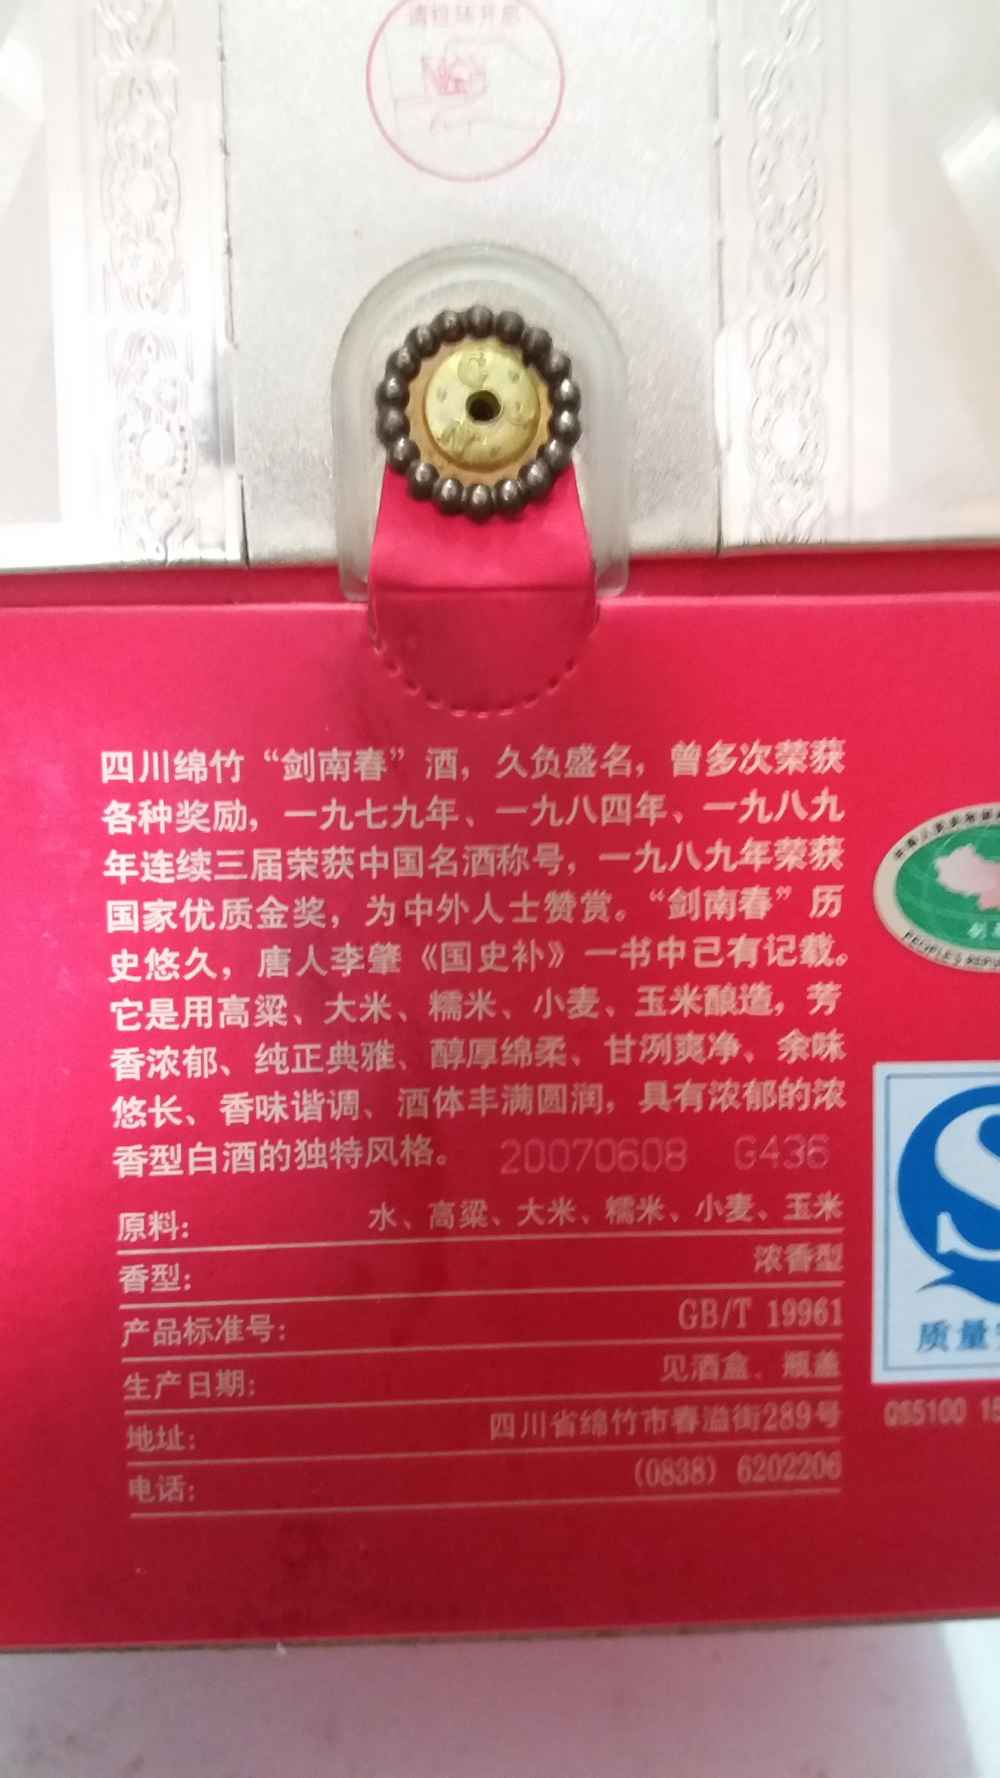 四川绵竹“剑南春”酒，久负盛名，曾多次荣获
各种奖励，一九七九年、一九八四年、一九八九
年连续三届荣获中国名酒称号，一九八九年荣获
国家优质金奖，为中外人士赞赏。“剑南春”历
史悠久，唐人李肇《国史补》一书中已有记载。
它是用高粱、大米、糯米、小麦、玉米酿造，芳
香浓郁、纯正典雅、醇厚绵柔、甘冽爽净、余味
悠长、香味谐调、酒体丰满圆润，具有浓郁的浓
香型白酒的独特风格。 20070608 G436
原料: 水、高粱、大米、糯米、小麦、玉米
香型: 浓香型
产品标准号: GB/T 19961
生产日期: 见酒盒、瓶盖
地址: 四川省绵竹市春溢街289号
电话: (0838) 6202206
PEOPLE'S
质量
QS5100